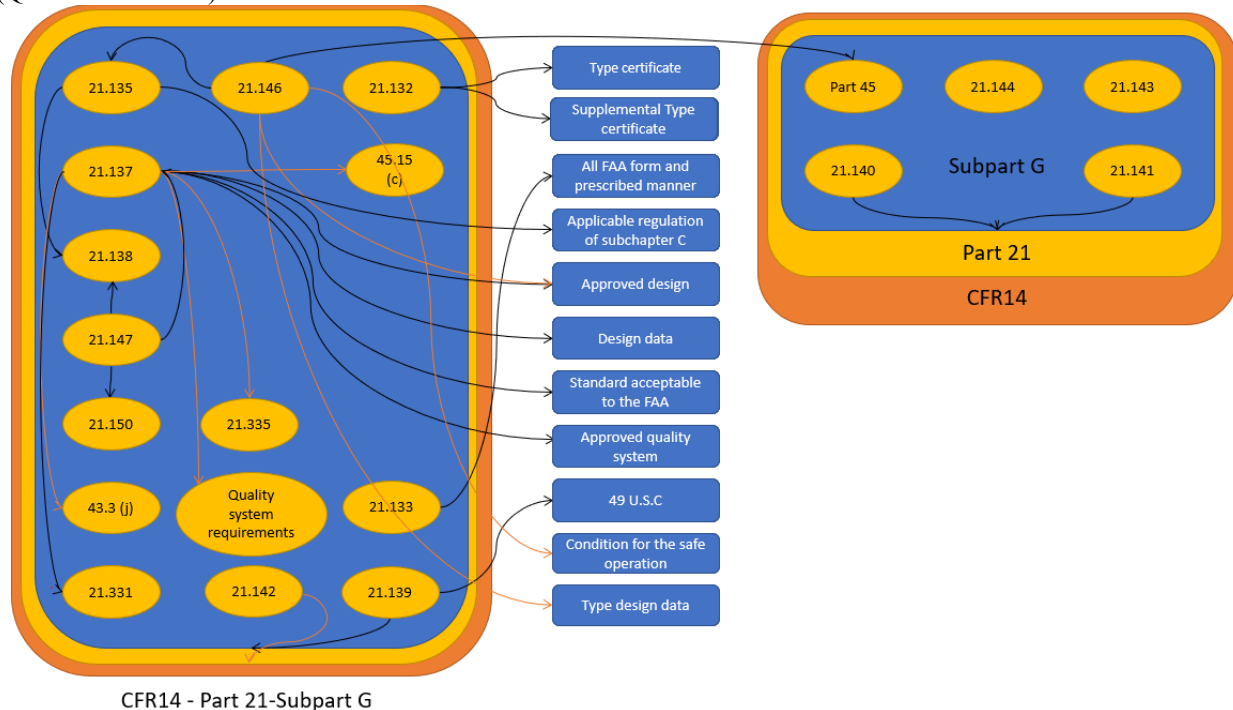 21.135
21.146
21.132
21.137
45.15
(c)
21.138
21.147
21.150
21.335
43.3 (j)
Quality
system
requirements
21.133
21.331
21.142
21.139
CFR14 - Part 21-Subpart G
Type certificate
Supplemental Type
certificate
All FAA form and
prescribed manner
Applicable regulation
of subchapter C
Approved design
Design data
Standard acceptable
to the FAA
Approved quality
system
49 U.S.C
Condition for the safe
operation
Type design data
Part 45
21.144
21.143
21.140
Subpart G
21.141
Part 21
CFR14